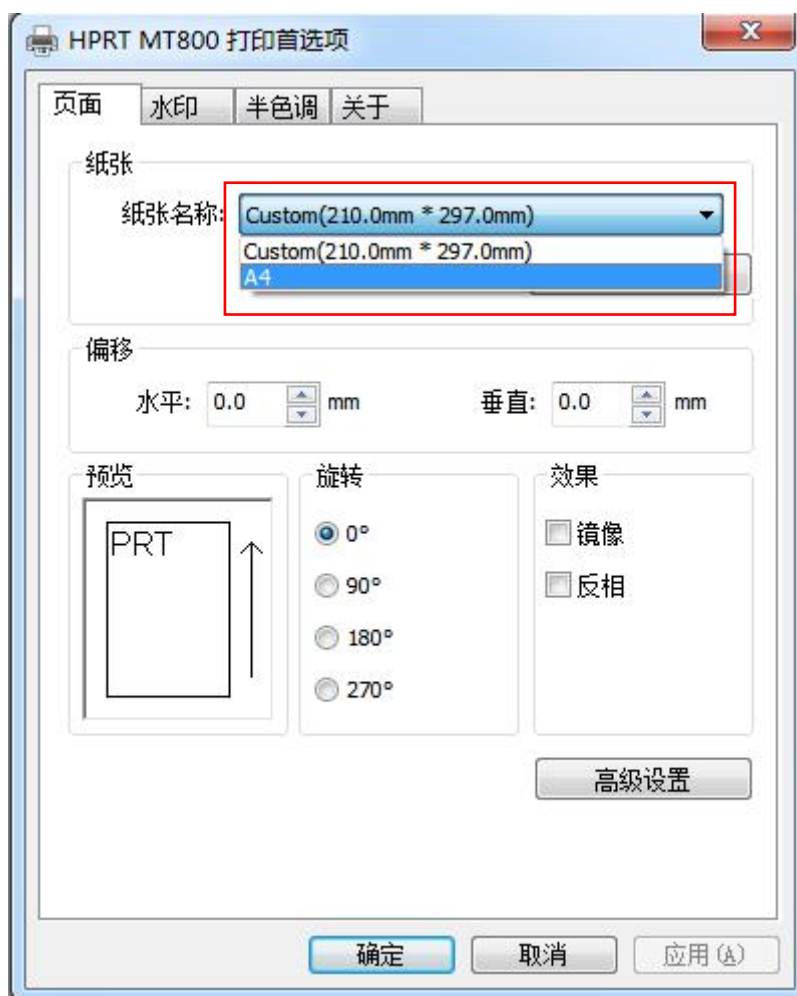 HPRT MT800 打印首选项
页面 水印 半色调 关于
纸张
纸张名称: Custom(210.0mm * 297.0mm)
Custom(210.0mm * 297.0mm)
A4
偏移
水平: 0.0 mm 垂直: 0.0 mm
预览 旋转 效果
PRT
0° 镜像
90° 反相
180°
270°
高级设置
确定 取消 应用(A)